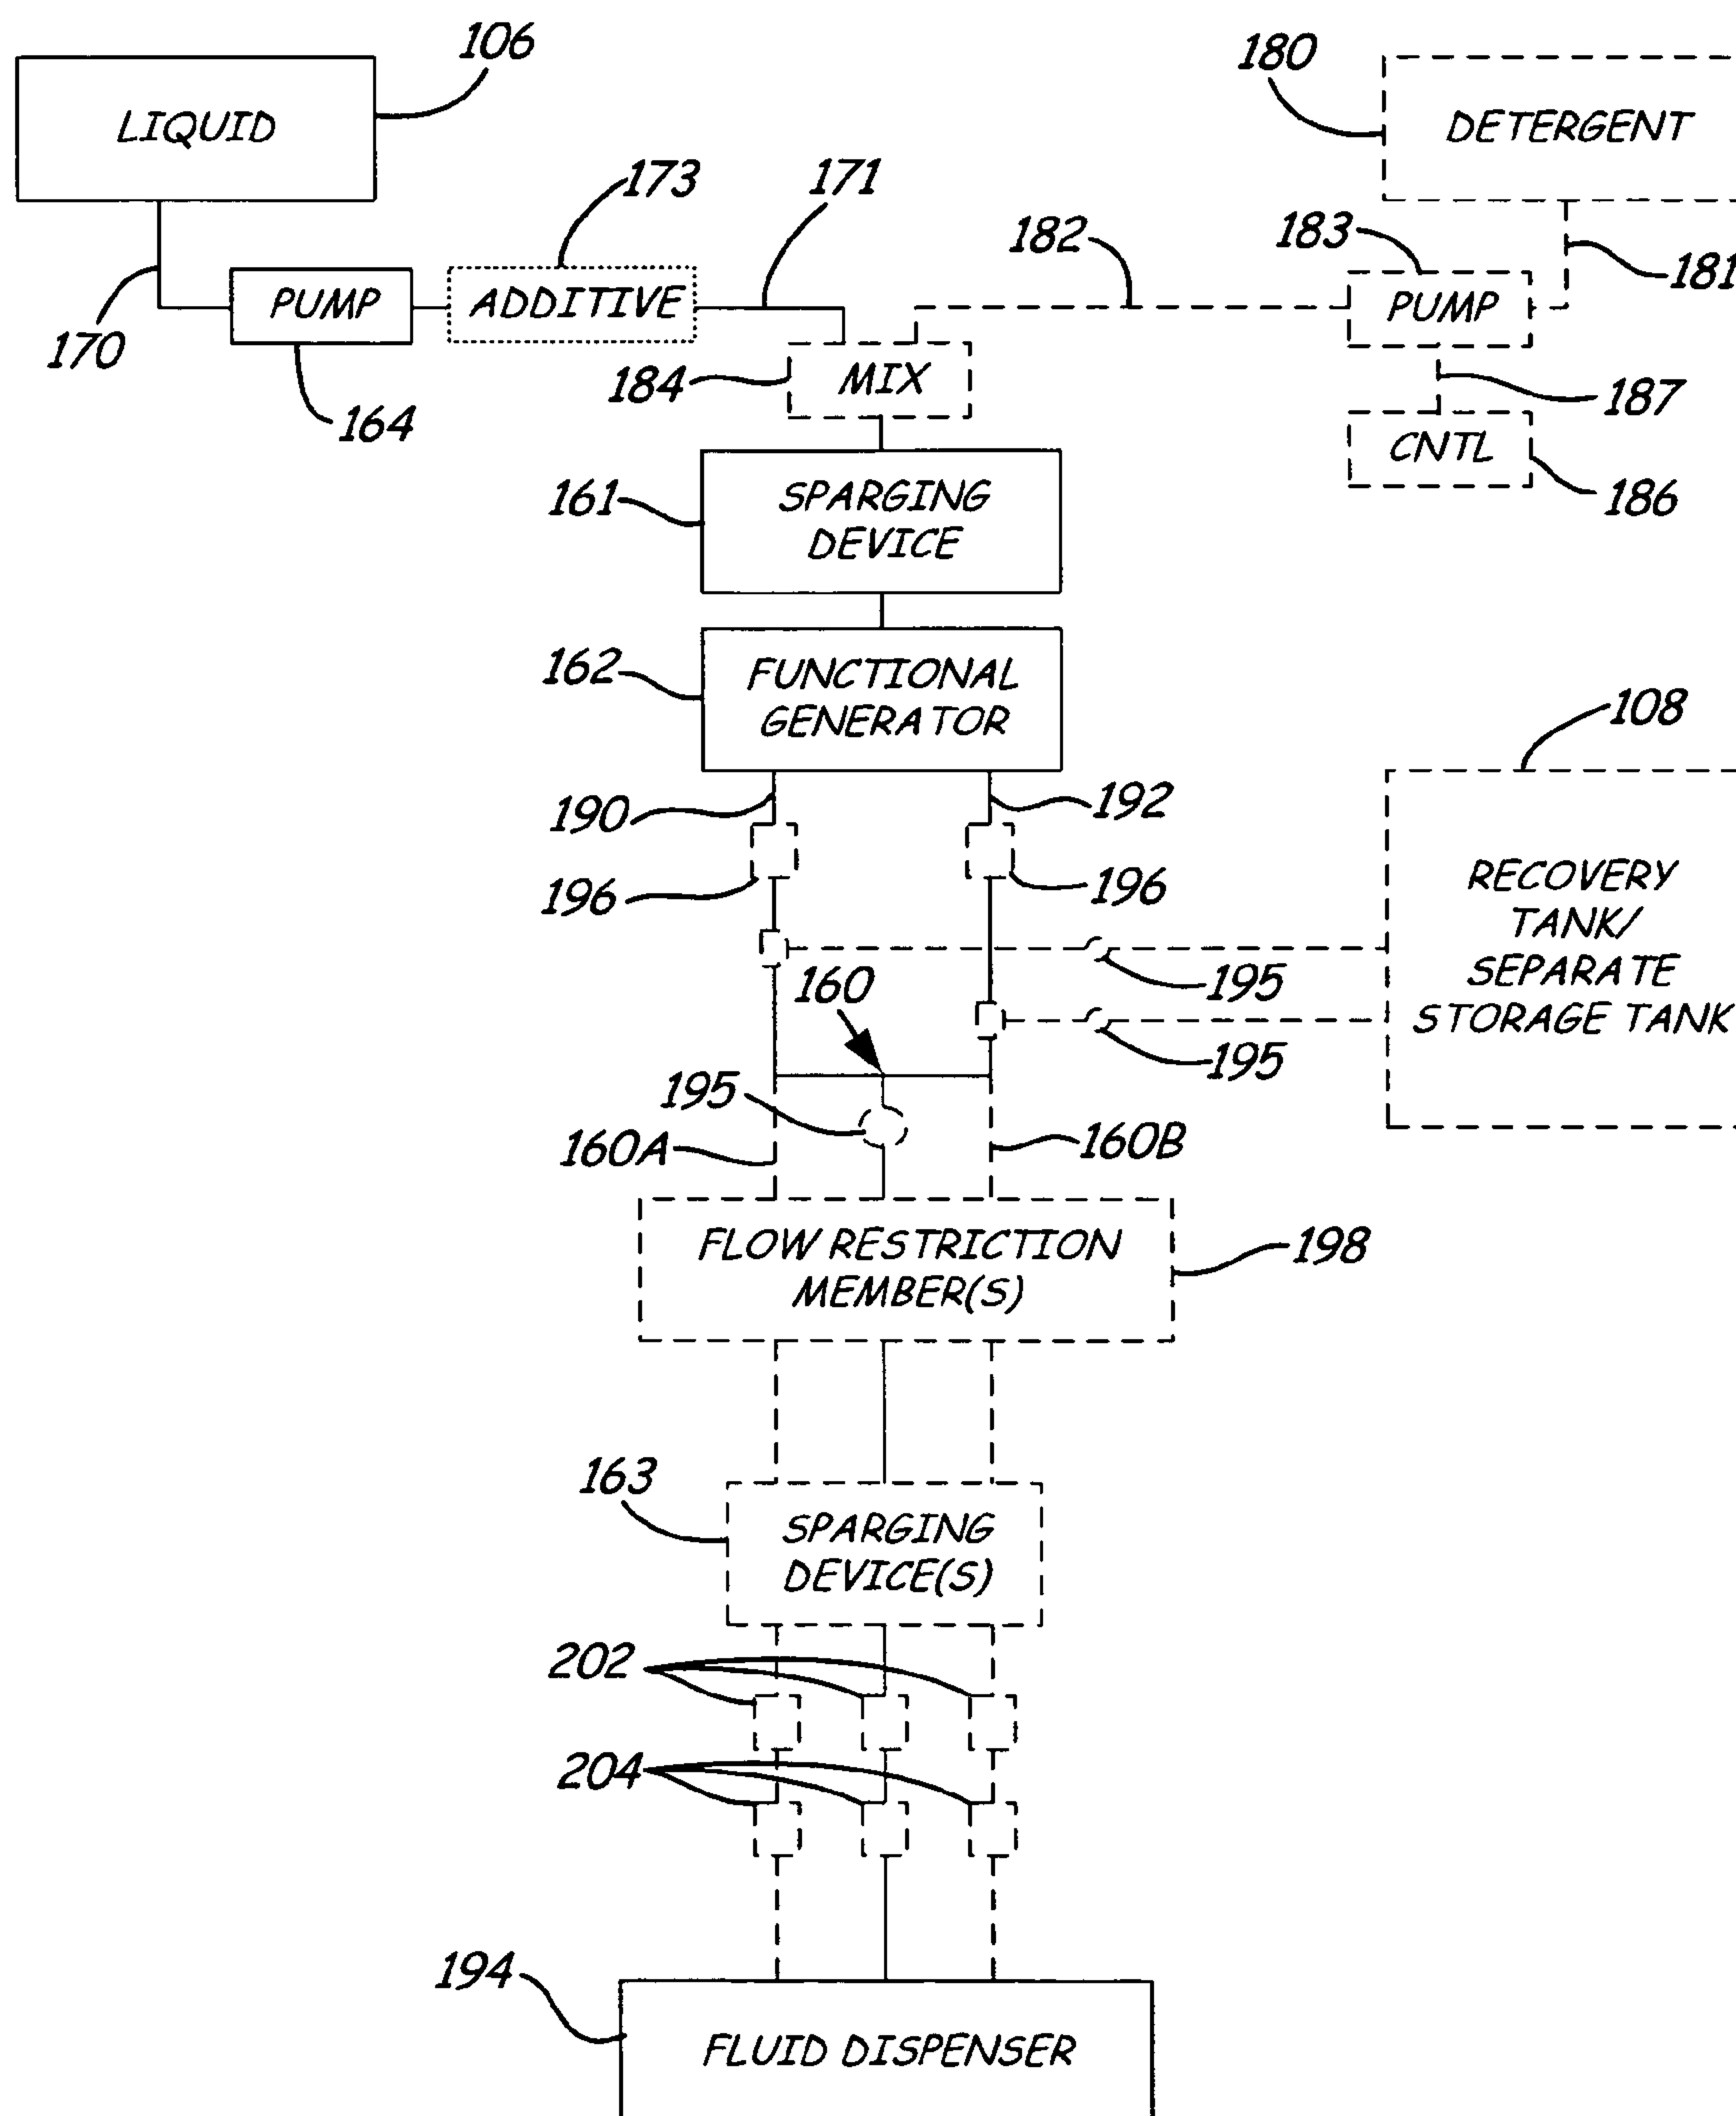 106
LIQUID
180
DETERGENT
173
171
182
183
181
PUMP
ADDITIVE
PUMP
170
164
184
MIX
187
CNTL
186
161
SPARGING
DEVICE
162
FUNCTIONAL
GENERATOR
108
190
192
196
196
RECOVERY
TANK/
SEPARATE
STORAGE TANK
195
160
195
195
160A
160B
FLOW RESTRICTION
MEMBER(S)
198
163
SPARGING
DEVICE(S)
202
204
194
FLUID DISPENSER